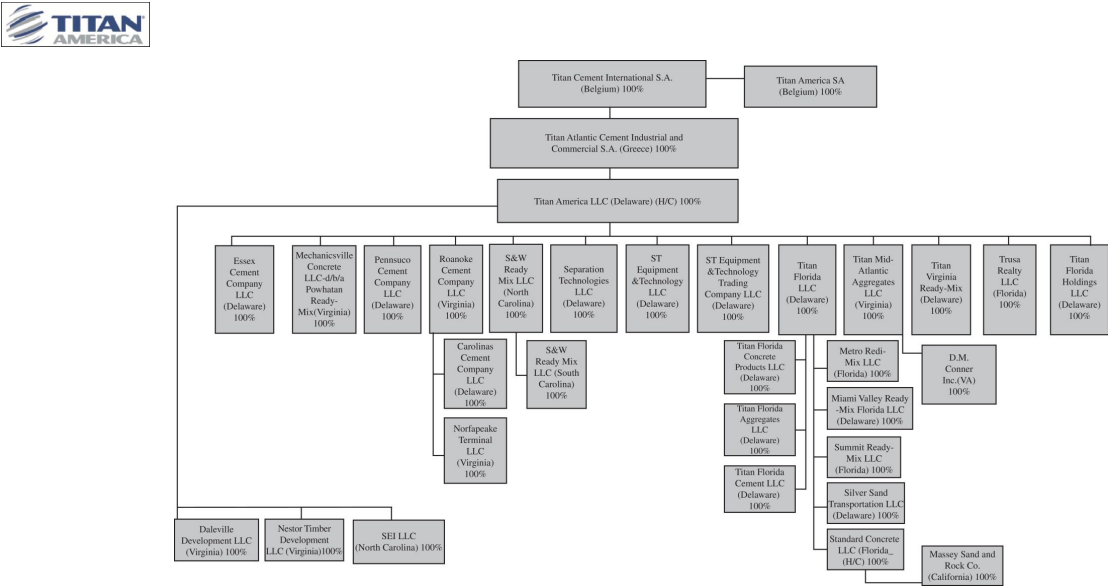 TITAN
AMERICA
Titan Cement International S.A.
(Belgium) 100%
Titan America SA
(Belgium) 100%
Titan Atlantic Cement Industrial and
Commercial S.A. (Greece) 100%
Titan America LLC (Delaware) (H/C) 100%
Essex
Cement
Company
LLC
(Delaware)
100%
Mechanicsville
Concrete
LLC-d/b/a
Powhatan
Ready-
Mix(Virginia)
100%
Pennsuco
Cement
Company
LLC
(Delaware)
100%
Roanoke
Cement
Company
LLC
(Virginia)
100%
S&W
Ready
Mix LLC
(North
Carolina)
100%
Separation
Technologies
LLC
(Delaware)
100%
ST
Equipment
&Technology
LLC
(Delaware)
100%
ST Equipment
&Technology
Trading
Company LLC
(Delaware)
100%
Titan
Florida
LLC
(Delaware)
100%
Titan Mid-
Atlantic
Aggregates
LLC
(Virginia)
100%
Titan
Virginia
Ready-Mix
(Delaware)
100%
Trusa
Realty
LLC
(Florida)
100%
Titan
Florida
Holdings
LLC
(Delaware)
100%
Carolinas
Cement
Company
LLC
(Delaware)
100%
Norfapeake
Terminal
LLC
(Virginia)
100%
S&W
Ready Mix
LLC (South
Carolina)
100%
Titan Florida
Concrete
Products LLC
(Delaware)
100%
Titan Florida
Aggregates
LLC
(Delaware)
100%
Titan Florida
Cement LLC
(Delaware)
100%
Metro Redi-
Mix LLC
(Florida) 100%
Miami Valley Ready
-Mix Florida LLC
(Delaware) 100%
Summit Ready-
Mix LLC
(Florida) 100%
Silver Sand
Transportation LLC
(Delaware) 100%
Standard Concrete
LLC (Florida_
(H/C) 100%
D.M.
Conner
Inc.(VA)
100%
Massey Sand and
Rock Co.
(California) 100%
Daleville
Development LLC
(Virginia) 100%
Nestor Timber
Development
LLC (Virginia)100%
SEI LLC
(North Carolina) 100%